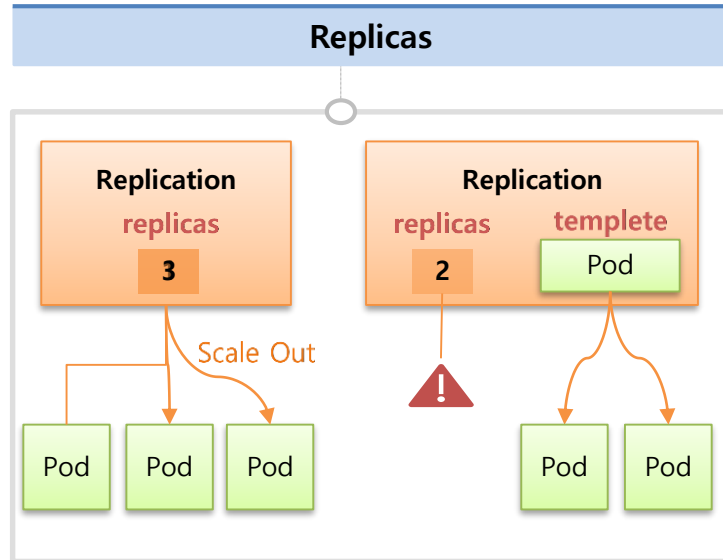 Replicas
Replication
replicas
3
Scale Out
Pod
Pod
Pod
Replication
replicas
templete
2
Pod
Pod
Pod